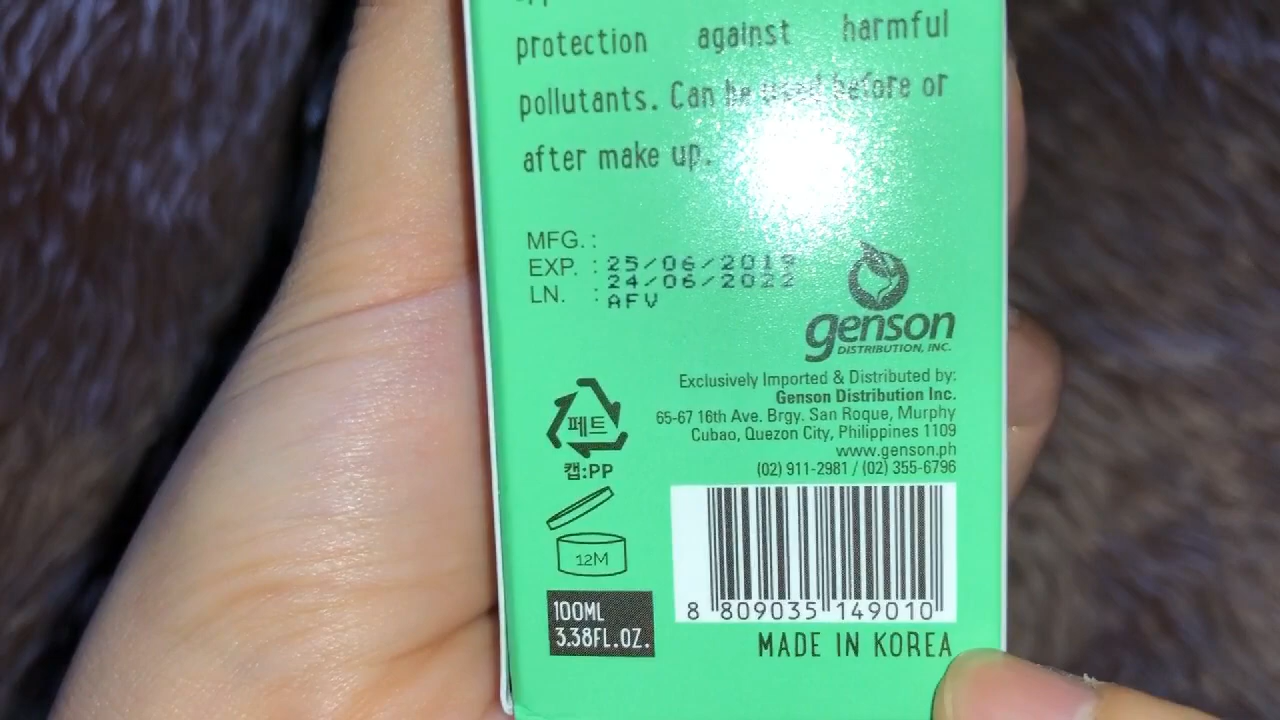 protection against harmful
pollutants. Can be used before or
after make up.
MFG. :
EXP. : 25/06/2019
24/06/2022
LN. : AFV
genson
DISTRIBUTION, INC.
Exclusively Imported & Distributed by:
Genson Distribution Inc.
65-67 16th Ave. Brgy. San Roque, Murphy
Cubao, Quezon City, Philippines 1109
www.genson.ph
(02) 911-2981 / (02) 355-6796
페트
캡:PP
12M
100ML
3.38FL.OZ.
8 809035 149010
MADE IN KOREA